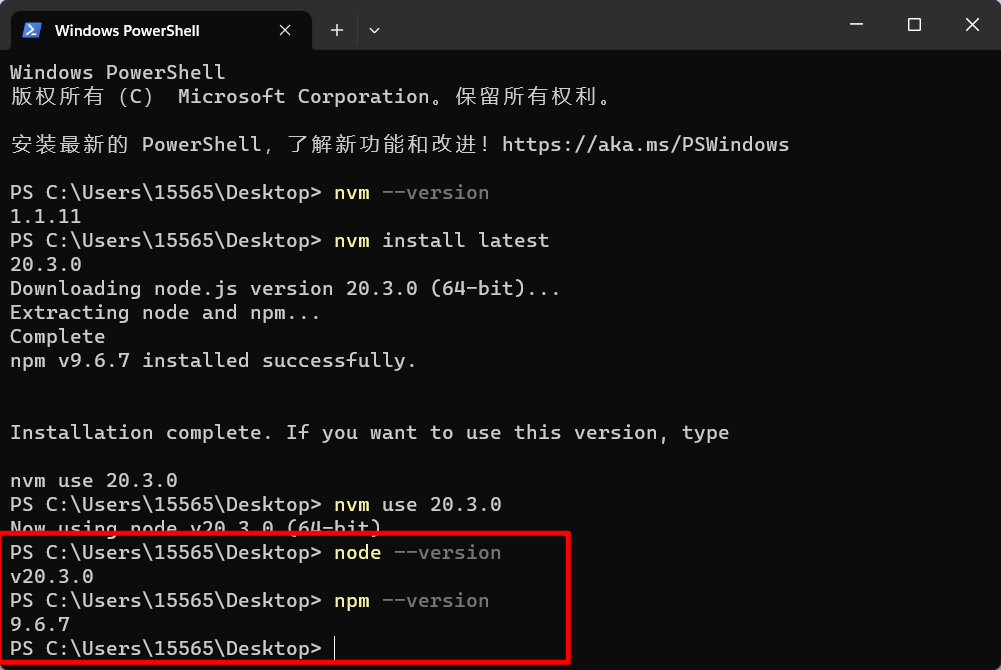 Windows PowerShell
Windows PowerShell
版权所有 (C) Microsoft Corporation。保留所有权利。
安装最新的 PowerShell，了解新功能和改进！https://aka.ms/PSWindows
PS C:\Users\15565\Desktop> nvm --version
1.1.11
PS C:\Users\15565\Desktop> nvm install latest
20.3.0
Downloading node.js version 20.3.0 (64-bit)...
Extracting node and npm...
Complete
npm v9.6.7 installed successfully.
Installation complete. If you want to use this version, type
nvm use 20.3.0
PS C:\Users\15565\Desktop> nvm use 20.3.0
Now using node v20.3.0 (64-bit)
PS C:\Users\15565\Desktop> node --version
v20.3.0
PS C:\Users\15565\Desktop> npm --version
9.6.7
PS C:\Users\15565\Desktop>